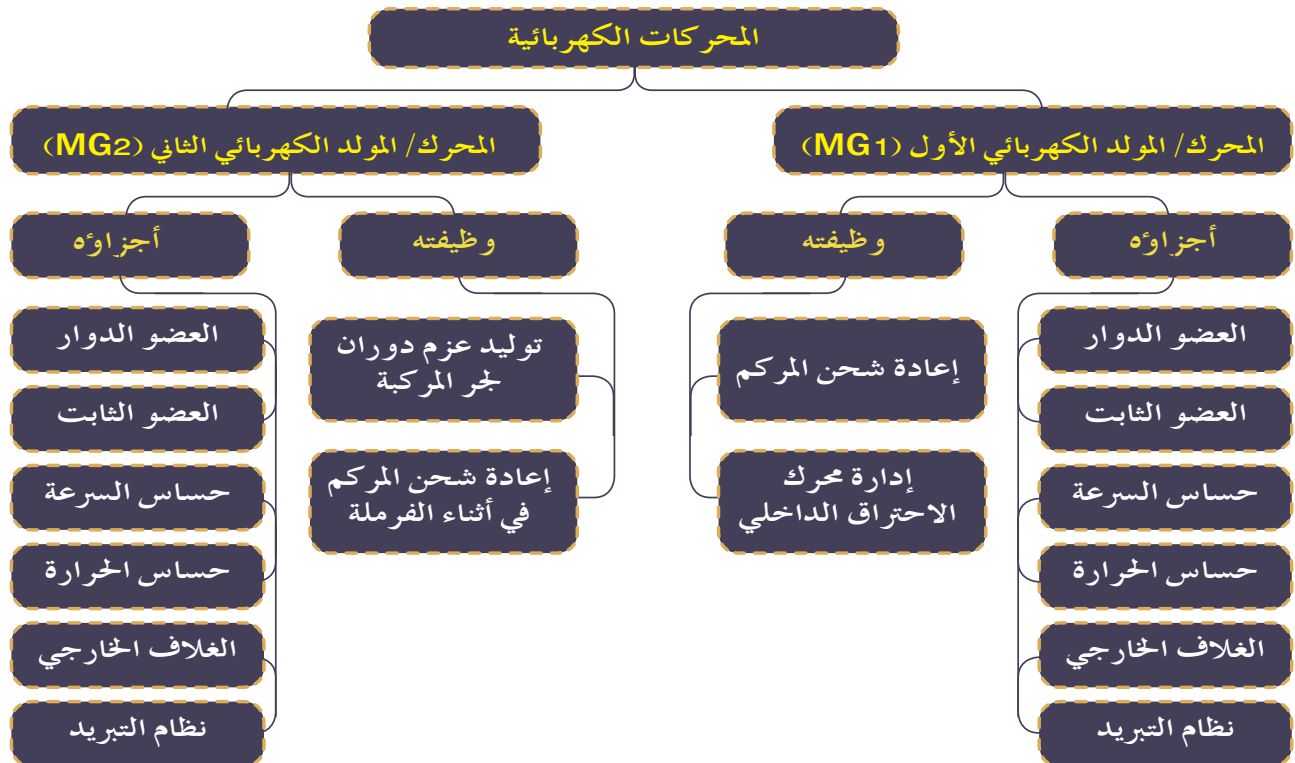 المحركات الكهربائية
المحرك/ المولد الكهربائي الأول (MG1)
أجزاؤه
العضو الدوار
العضو الثابت
حساس السرعة
حساس الحرارة
الغلاف الخارجي
نظام التبريد
وظيفته
إعادة شحن المركم
إدارة محرك
الاحتراق الداخلي
المحرك/ المولد الكهربائي الثاني (MG2)
وظيفته
توليد عزم دوران
لجر المركبة
إعادة شحن المركم
في أثناء الفرملة
أجزاؤه
العضو الدوار
العضو الثابت
حساس السرعة
حساس الحرارة
الغلاف الخارجي
نظام التبريد